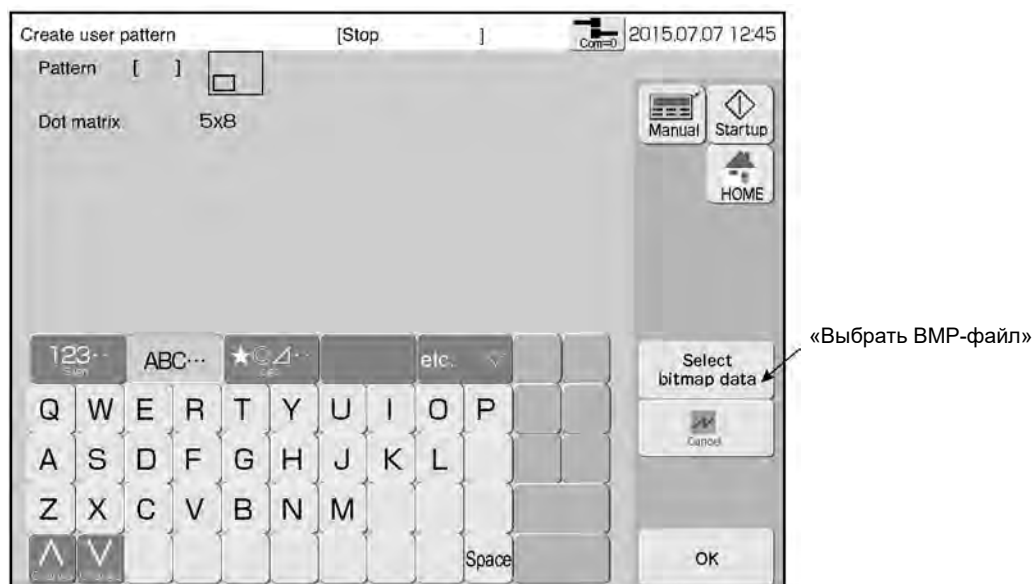 Create user pattern [Stop ] Com=0 2015.07.07 12:45
Pattern [ ]
Dot matrix 5x8
Manual Startup
HOME
123·· ABC··· ★○⊿·· etc.
«Выбрать BMP-файл»
Select
bitmap data
Q W E R T Y U I O P
Cancel
A S D F G H J K L
Z X C V B N M
Space
OK